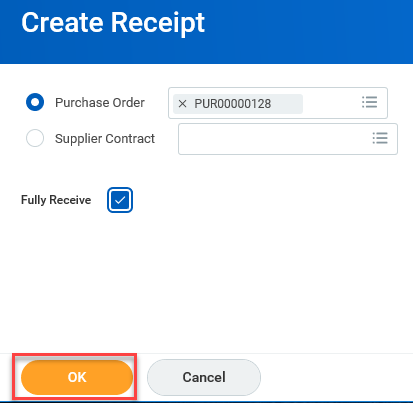 Create Receipt
Purchase Order
× PUR00000128
Supplier Contract
Fully Receive
OK
Cancel